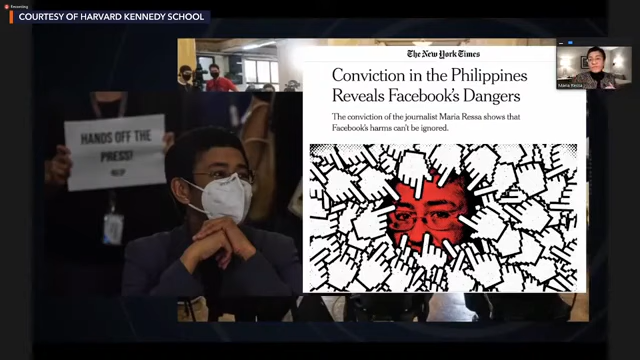 Recording
COURTESY OF HARVARD KENNEDY SCHOOL
The New York Times
Conviction in the Philippines
Reveals Facebook's Dangers
The conviction of the journalist Maria Ressa shows that
Facebook's harms can't be ignored.
HANDS OFF THE
PRESS!
Maria Ressa